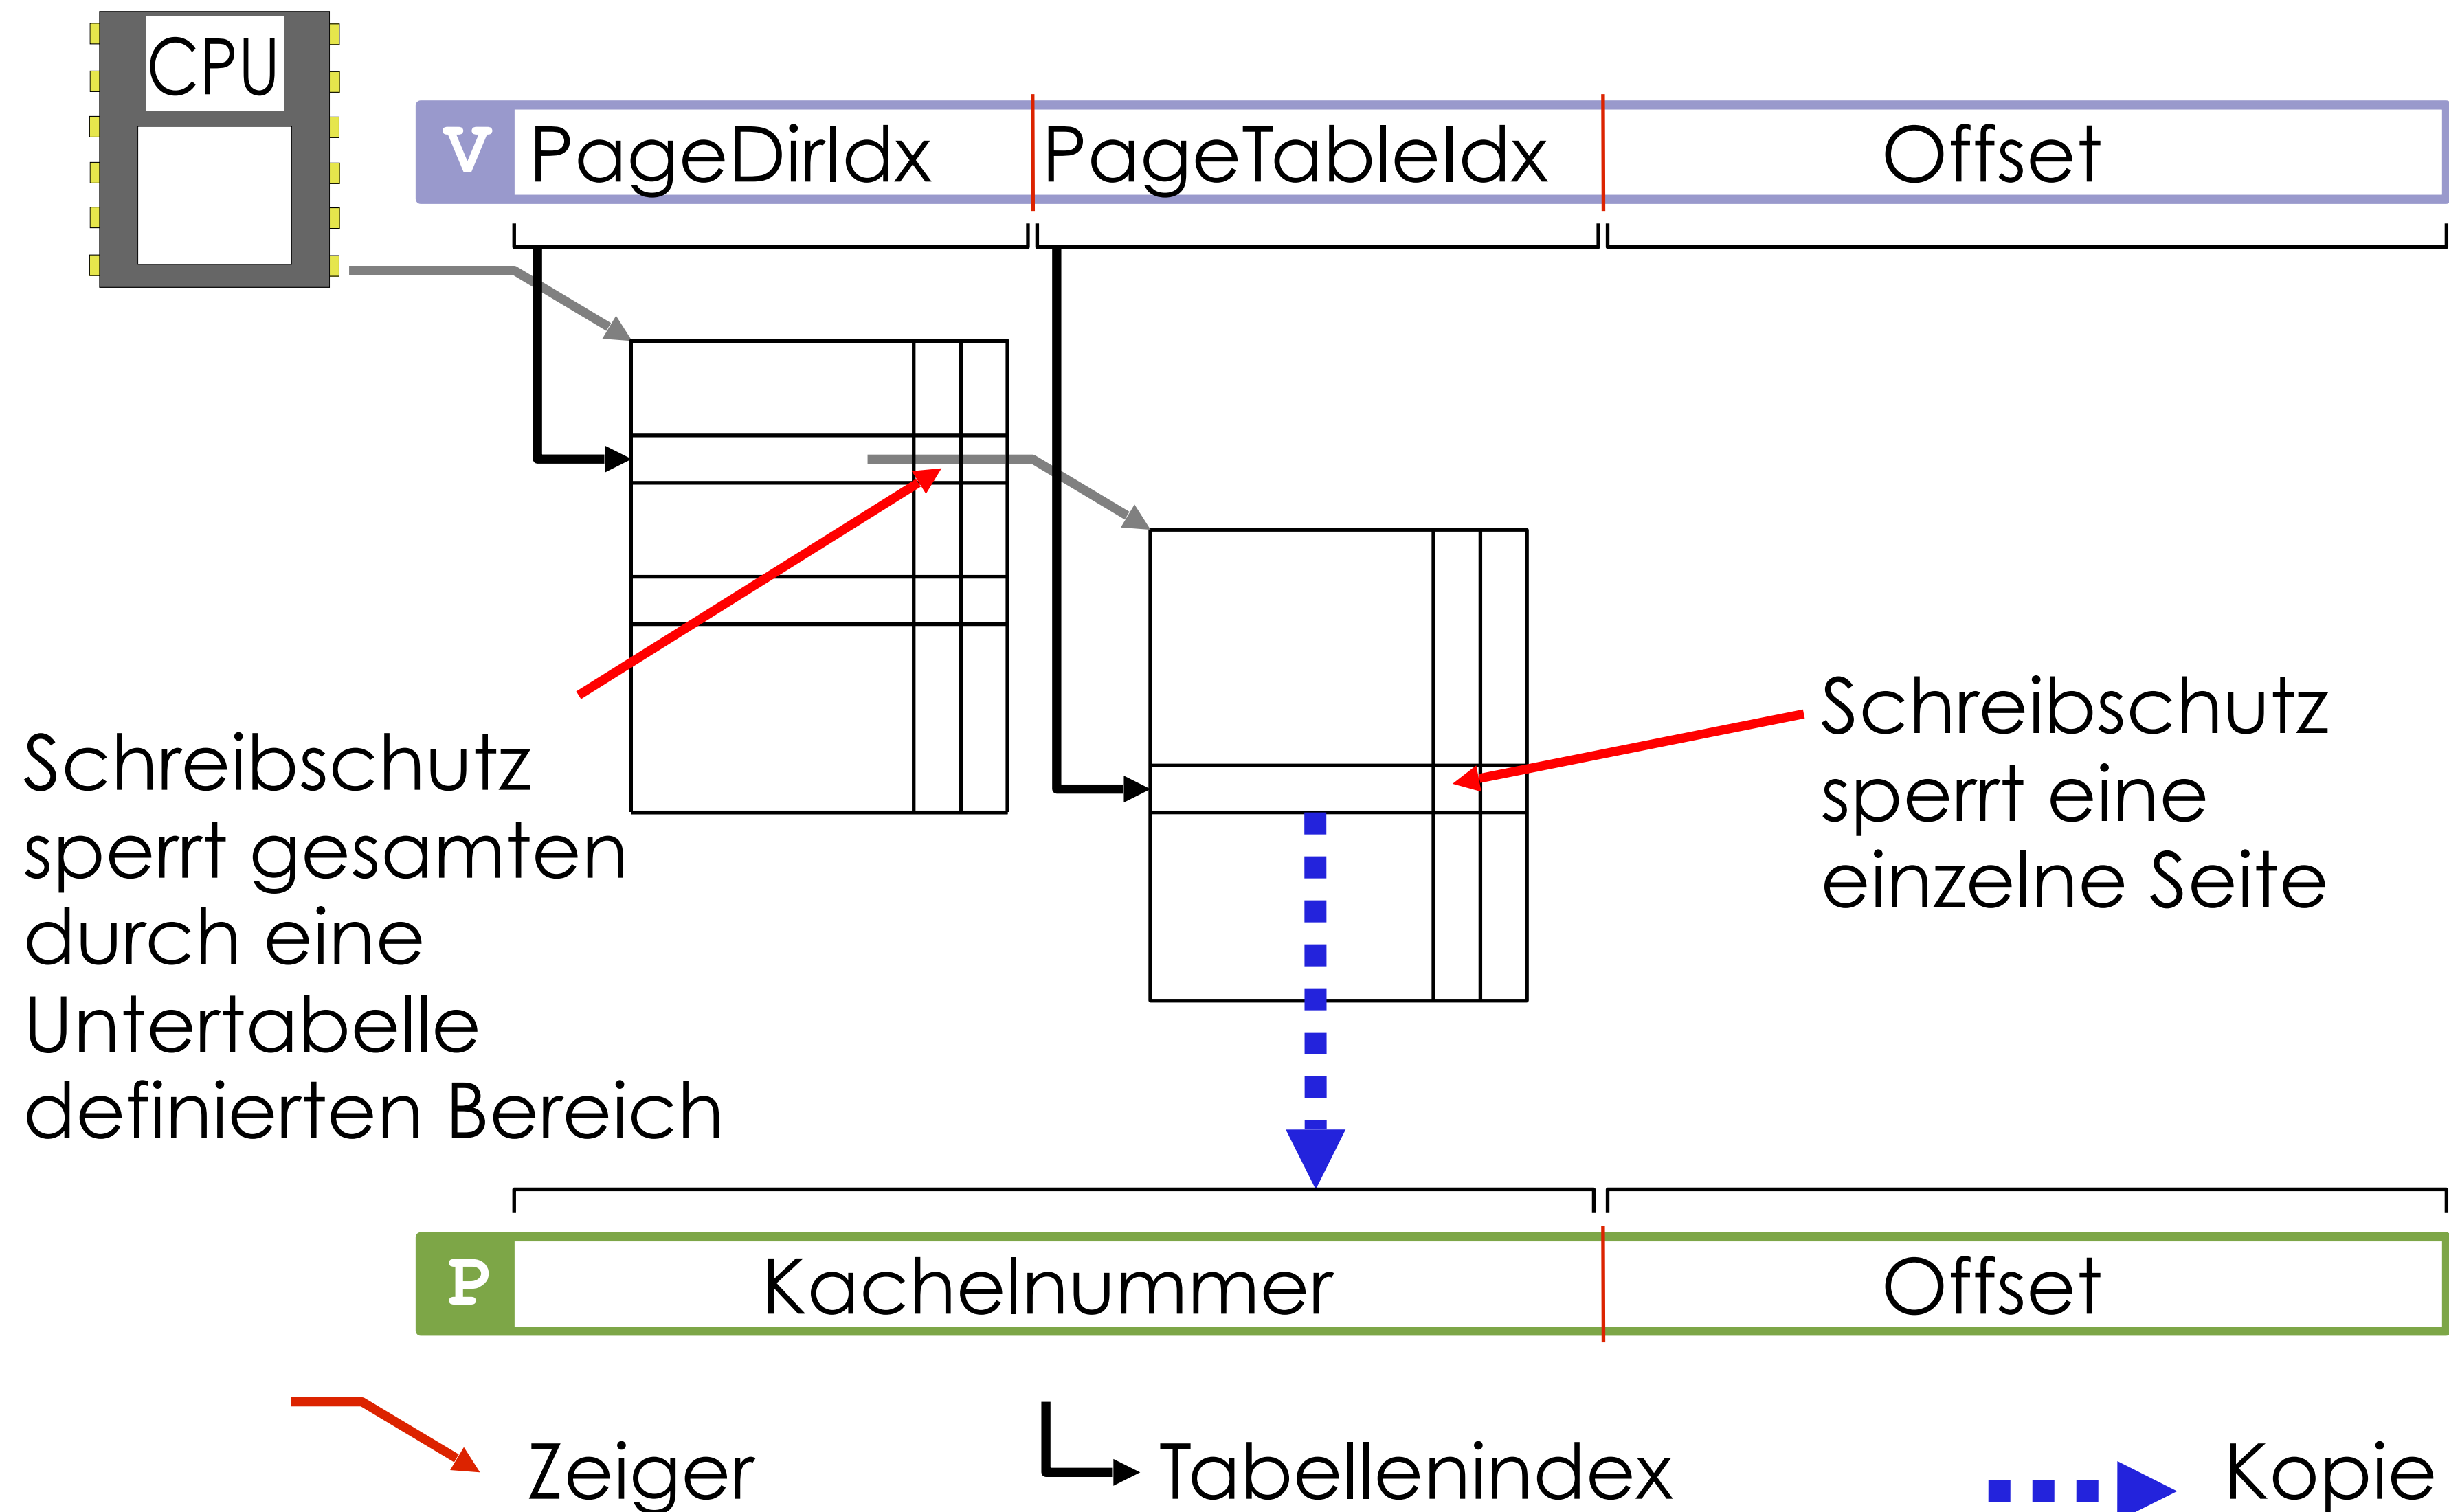 CPU
V PageDirIdx PageTableIdx Offset
Schreibschutz
sperrt gesamten
durch eine
Untertabelle
definierten Bereich
Schreibschutz
sperrt eine
einzelne Seite
P Kachelnummer Offset
Zeiger Tabellenindex Kopie